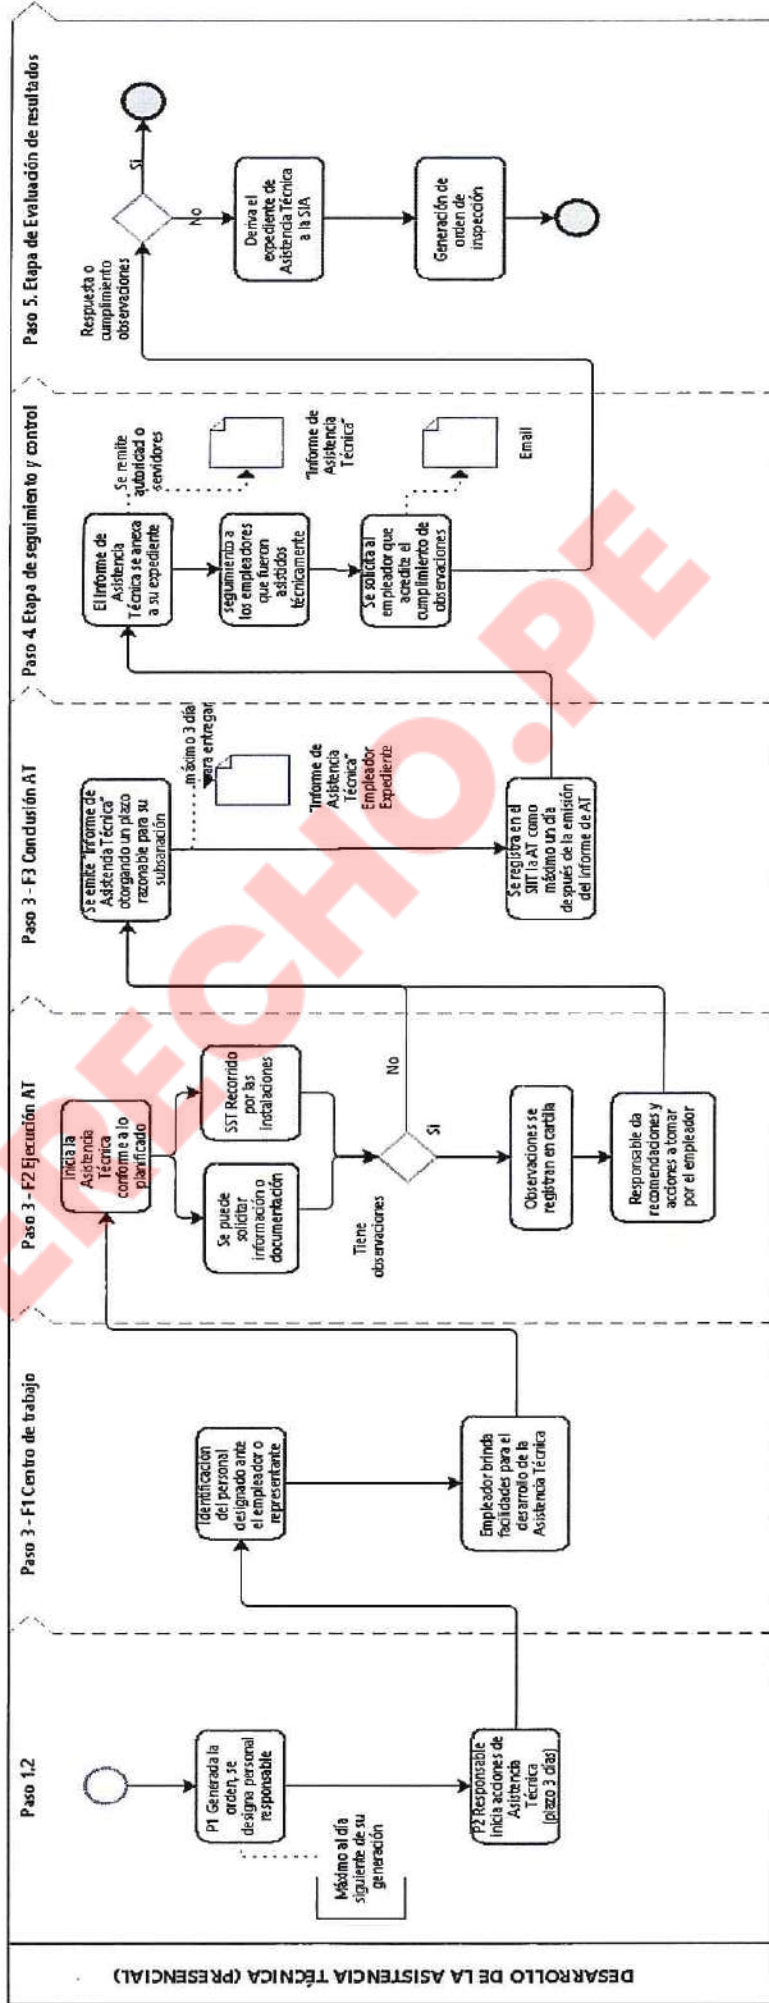 DESARROLLO DE LA ASISTENCIA TÉCNICA (PRESENCIAL)
Paso 1,2
P1 Generada la
orden, se
designa personal
responsable
Máximo al día
siguiente de su
generación
P2 Responsable
inicia acciones de
Asistencia
Técnica
(plazo 3 días)
Paso 3 - F1 Centro de trabajo
Identificación
del personal
designado ante
el empleador o
representante
Empleador brinda
facilidades para el
desarrollo de la
Asistencia Técnica
Paso 3 - F2 Ejecución AT
Inicia la
Asistencia
Técnica
conforme a lo
planificado
Se puede
solicitar
información o
documentación
SST Recorrido
por las
instalaciones
Tiene
observaciones
No
Si
Observaciones se
registran en cartilla
Responsable da
recomendaciones y
acciones a tomar
por el empleador
Paso 3 - F3 Conclusión AT
Se emite "Informe de
Asistencia Técnica"
otorgando un plazo
razonable para su
subsanación
máximo 3 día
para entregar
"Informe de
Asistencia
Técnica"
Empleador
Expediente
Se registra en el
SIIT la AT como
máximo un día
después de la emisión
del informe de AT
Paso 4. Etapa de seguimiento y control
El Informe de
Asistencia
Técnica se anexa
a su expediente
Se remite
autoridad o
servidores
"Informe de
Asistencia
Técnica"
seguimiento a
los empleadores
que fueron
asistidos
técnicamente
Se solicita al
empleador que
acredite el
cumplimiento de
observaciones
Email
Paso 5. Etapa de Evaluación de resultados
Respuesta o
cumplimiento
observaciones
Si
No
Deriva el
expediente de
Asistencia Técnica
a la SIA
Generación de
orden de
inspección
ERECHO.PE